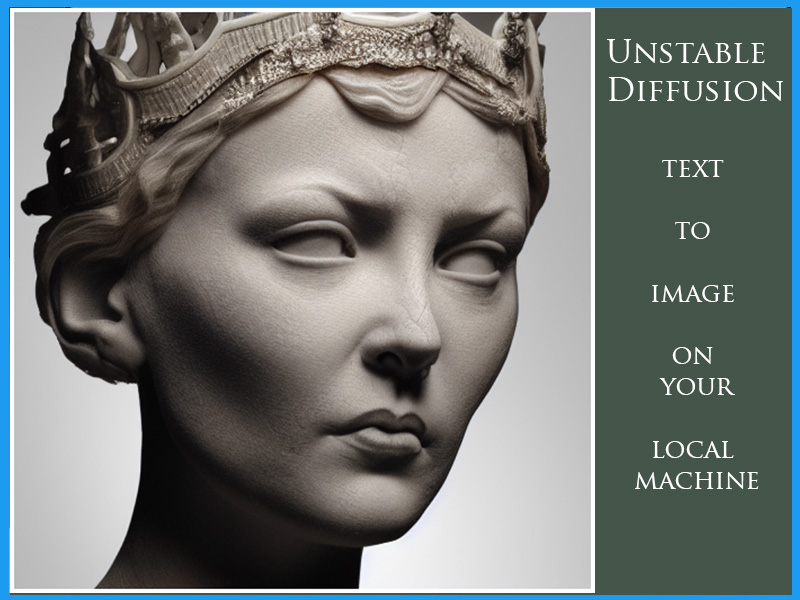 Unstable
Diffusion
TEXT
TO
IMAGE
ON
YOUR
LOCAL
MACHINE